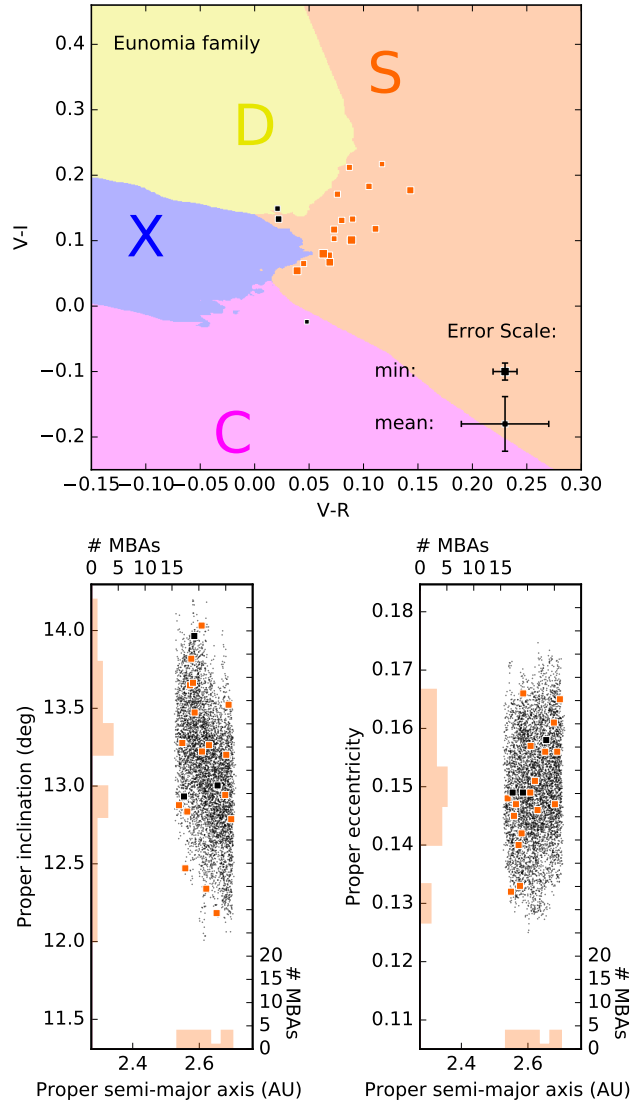 Eunomia family
S
D
X
C
Error Scale:
min:
mean:
V-I
0.4
0.3
0.2
0.1
0.0
−0.1
−0.2
−0.15 −0.10 −0.05 0.00 0.05 0.10 0.15 0.20 0.25 0.30
V-R
# MBAs
0 5 10 15
Proper inclination (deg)
14.0
13.5
13.0
12.5
12.0
11.5
20
15
10
5
0
# MBAs
2.4 2.6
Proper semi-major axis (AU)
# MBAs
0 5 10 15
Proper eccentricity
0.18
0.17
0.16
0.15
0.14
0.13
0.12
0.11
20
15
10
5
0
# MBAs
2.4 2.6
Proper semi-major axis (AU)